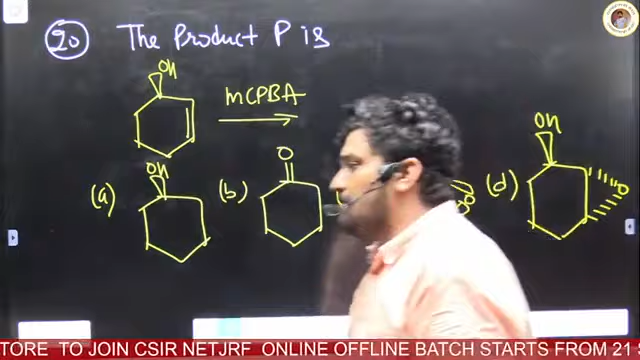 20 The Product P is
OH
MCPBA
(a) OH
(b) O
(d) OH
O
TORE TO JOIN CSIR NETJRF ONLINE OFFLINE BATCH STARTS FROM 21